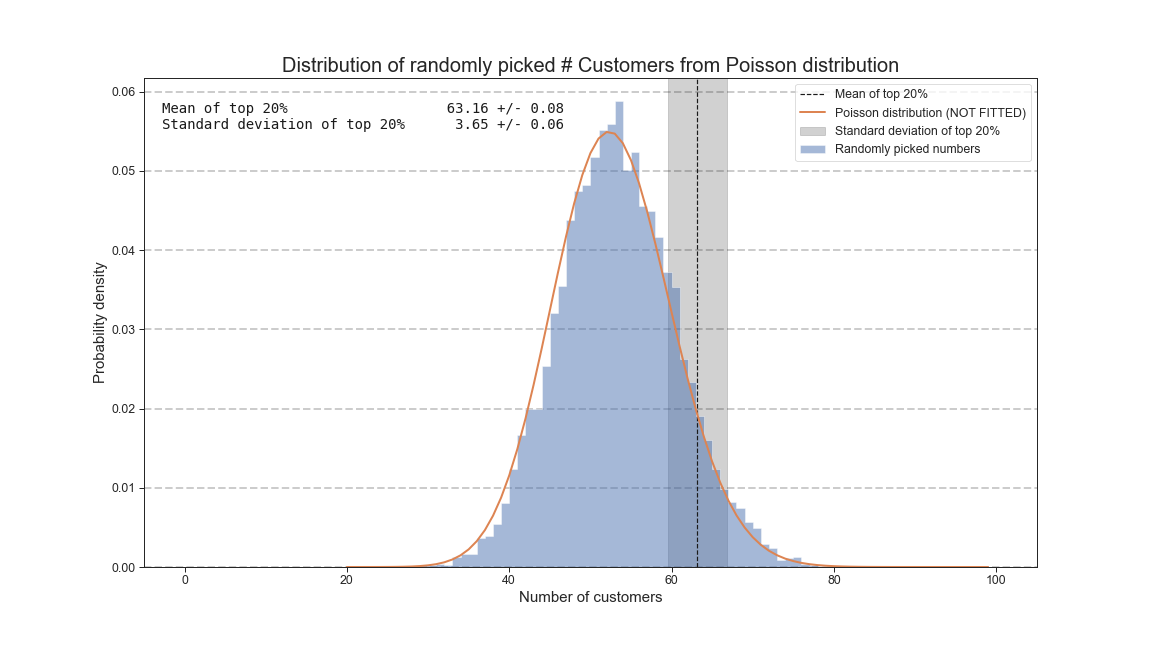 Distribution of randomly picked # Customers from Poisson distribution
Mean of top 20% 63.16 +/- 0.08
Standard deviation of top 20% 3.65 +/- 0.06
Mean of top 20%
Poisson distribution (NOT FITTED)
Standard deviation of top 20%
Randomly picked numbers
Probability density
0.06
0.05
0.04
0.03
0.02
0.01
0.00
0 20 40 60 80 100
Number of customers